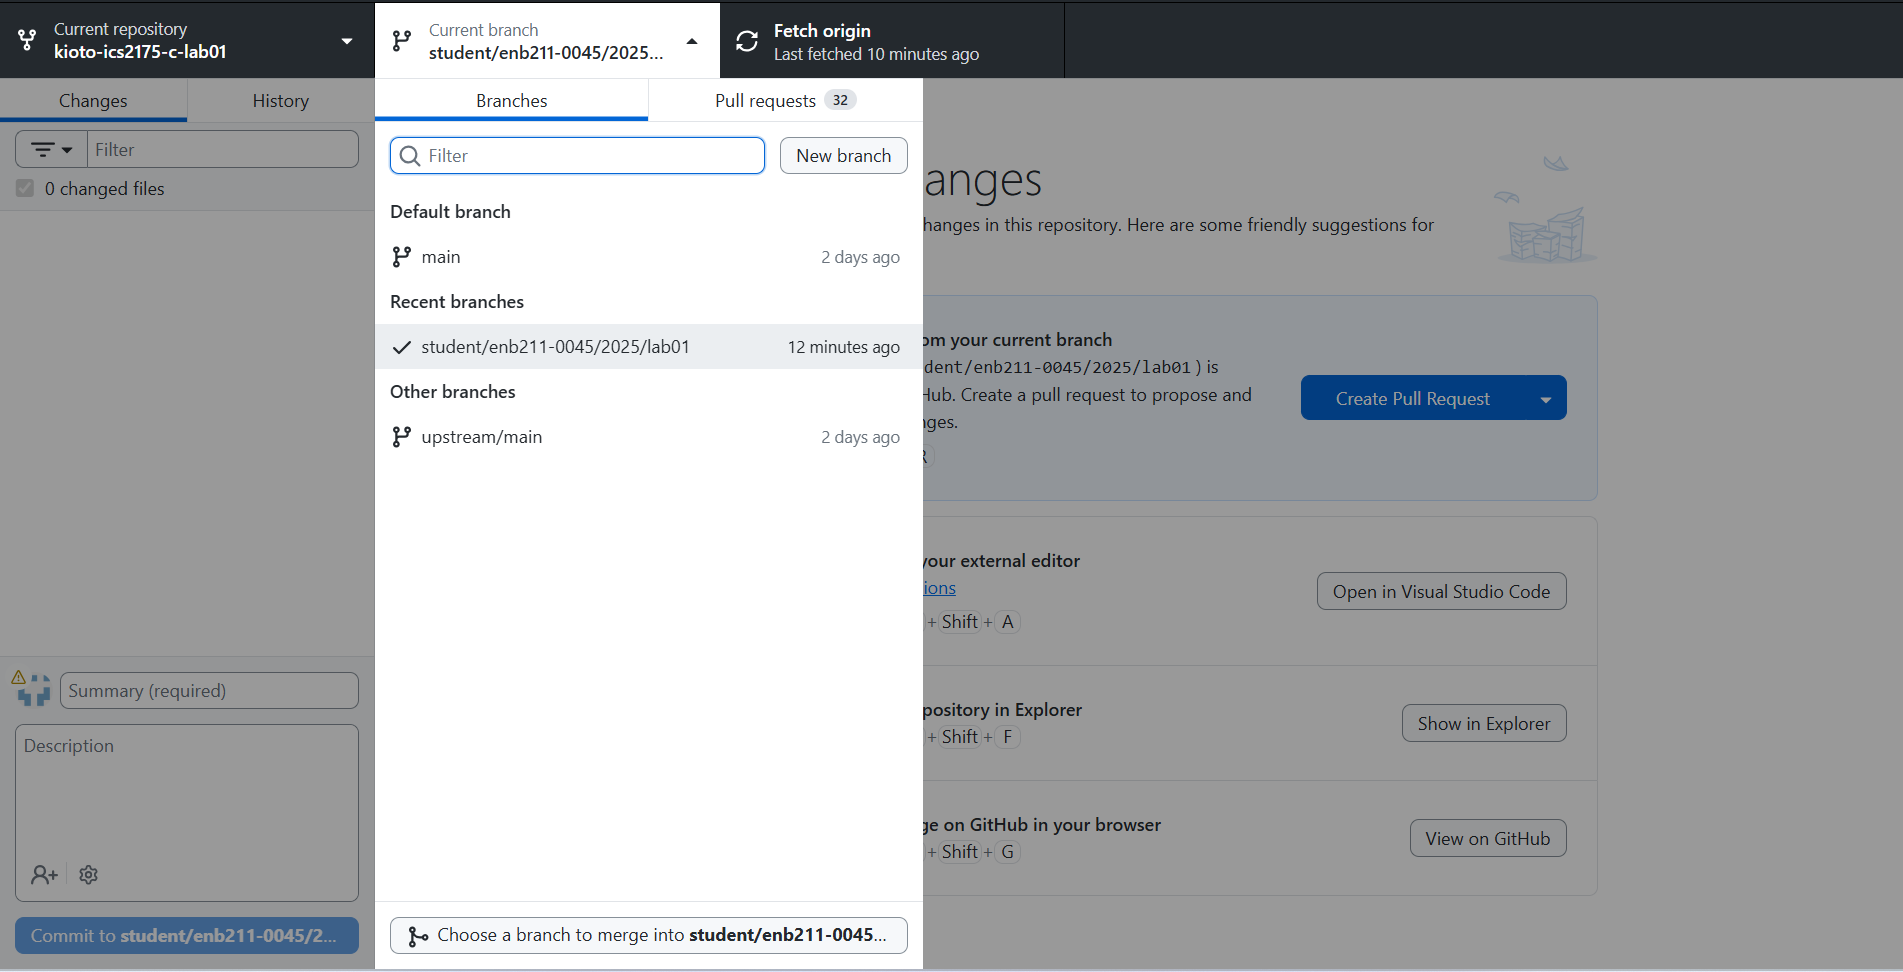 Current repository
kioto-ics2175-c-lab01
Current branch
student/enb211-0045/2025...
Fetch origin
Last fetched 10 minutes ago
Changes
History
Filter
0 changed files
Branches
Pull requests 32
Filter
New branch
Default branch
main 2 days ago
Recent branches
student/enb211-0045/2025/lab01 12 minutes ago
Other branches
upstream/main 2 days ago
Choose a branch to merge into student/enb211-0045...
anges
hanges in this repository. Here are some friendly suggestions for
om your current branch
dent/enb211-0045/2025/lab01) is
Hub. Create a pull request to propose and
nges.
R
Create Pull Request
your external editor
ions
+ Shift + A
Open in Visual Studio Code
pository in Explorer
+ Shift + F
Show in Explorer
ge on GitHub in your browser
+ Shift + G
View on GitHub
Summary (required)
Description
Commit to student/enb211-0045/2...